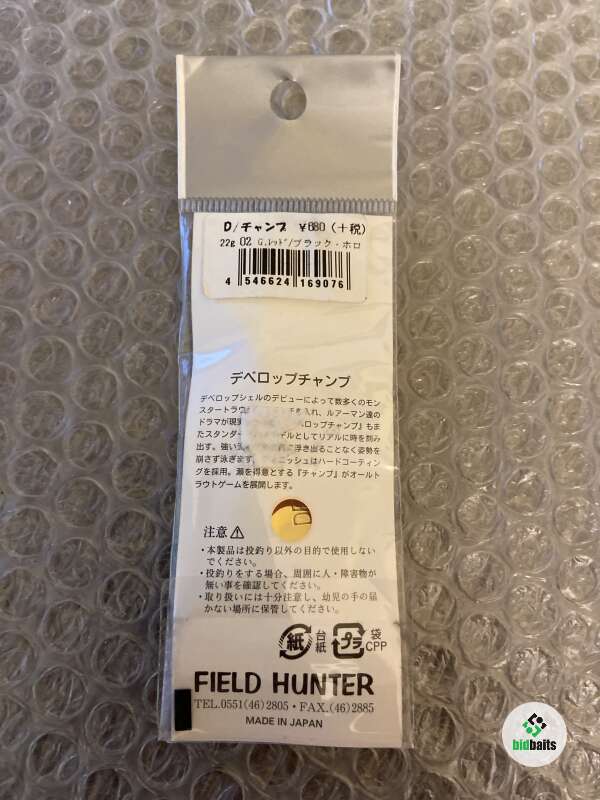 D/チャンプ ¥680(+税)
22g 02 G.ﾚｯﾄﾞ/ブラック・ホロ
4 546624 169076
デベロップチャンプ
デベロップシェルのデビューによって数多くのモン
スタートラウ 入れ、ルアーマン達の
ドラマが現実 ロップチャンプ』もま
たスタンダー ルとしてリアルに時を刻み
出す。強い 浮き出ることなく姿勢を
崩さず泳ぎます。 ィニッシュはハードコーティン
グを採用。瀬を得意とする『チャンプ』がオールト
ラウトゲームを展開します。
注意⚠
・本製品は投釣り以外の目的で使用しない
でください。
・投釣りをする場合、周囲に人・障害物が
無い事を確認してください。
・取り扱いには十分注意し、幼児の手の届
かない場所に保管してください。
紙 台紙 プラ 袋 CPP
FIELD HUNTER
TEL.0551(46)2805・FAX.(46)2885
MADE IN JAPAN
bidbaits